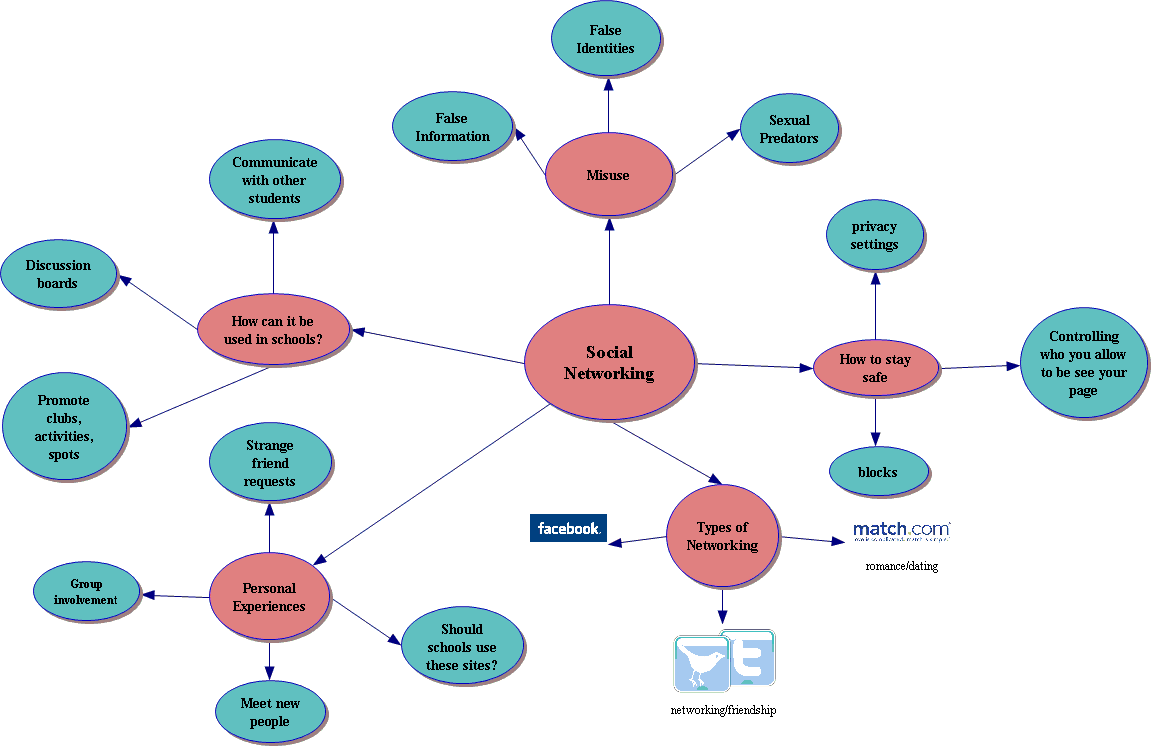 False
Identities
False
Information
Sexual
Predators
Misuse
Communicate
with other
students
privacy
settings
Discussion
boards
How can it be
used in schools?
Social
Networking
How to stay
safe
Controlling
who you allow
to be see your
page
Promote
clubs,
activities,
spots
Strange
friend
requests
blocks
facebook
Types of
Networking
match.com
romance/dating
Group
involvement
Personal
Experiences
Should
schools use
these sites?
t
networking/friendship
Meet new
people